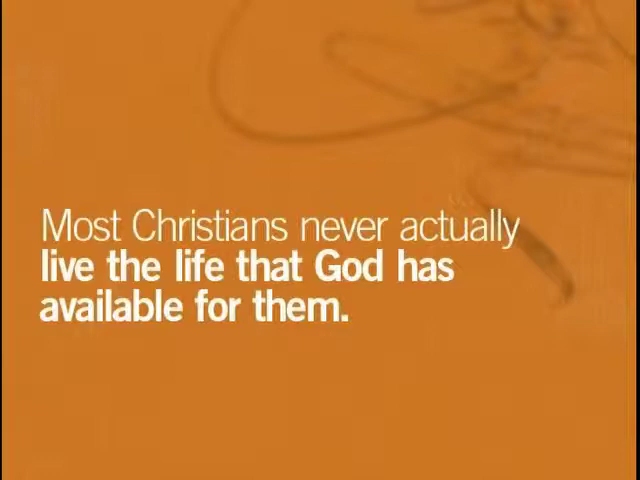 Most Christians never actually
live the life that God has
available for them.